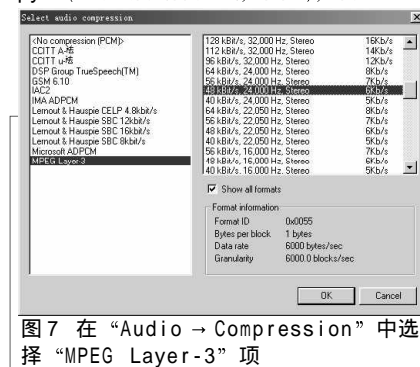 Select audio compression
<No compression (PCM)>
CCITT A-
CCITT u-
DSP Group TrueSpeech(TM)
GSM 6.10
IAC2
IMA ADPCM
Lernout & Hauspie CELP 4.8kbit/s
Lernout & Hauspie SBC 12kbit/s
Lernout & Hauspie SBC 16kbit/s
Lernout & Hauspie SBC 8kbit/s
Microsoft ADPCM
MPEG Layer-3
128 kBit/s, 32,000 Hz, Stereo 16Kb/s
112 kBit/s, 32,000 Hz, Stereo 14Kb/s
96 kBit/s, 32,000 Hz, Stereo 12Kb/s
64 kBit/s, 24,000 Hz, Stereo 8Kb/s
56 kBit/s, 24,000 Hz, Stereo 7Kb/s
48 kBit/s, 24,000 Hz, Stereo 6Kb/s
40 kBit/s, 24,000 Hz, Stereo 5Kb/s
64 kBit/s, 22,050 Hz, Stereo 8Kb/s
56 kBit/s, 22,050 Hz, Stereo 7Kb/s
48 kBit/s, 22,050 Hz, Stereo 6Kb/s
40 kBit/s, 22,050 Hz, Stereo 5Kb/s
56 kBit/s, 16,000 Hz, Stereo 7Kb/s
48 kBit/s, 16,000 Hz, Stereo 6Kb/s
40 kBit/s, 16,000 Hz, Stereo 5Kb/s
Show all formats
Format information
Format ID 0x0055
Bytes per block 1 bytes
Data rate 6000 bytes/sec
Granularity 6000.0 blocks/sec
OK Cancel
图7 在“Audio→Compression”中选
择“MPEG Layer-3”项